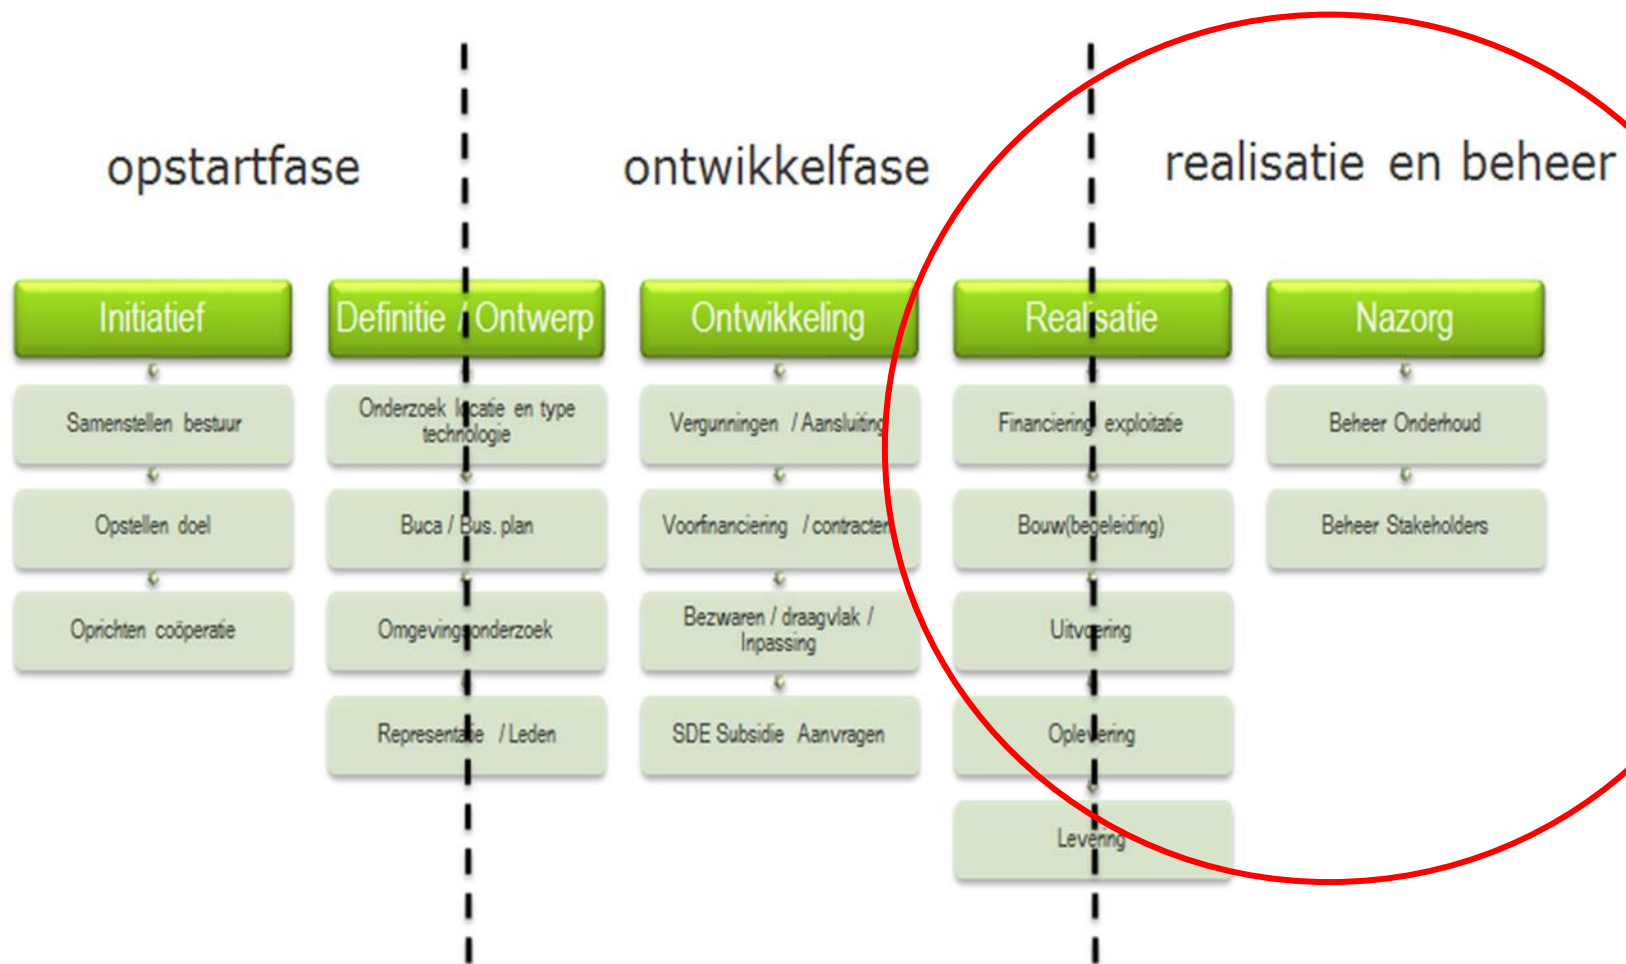 opstartfase
ontwikkelfase
realisatie en beheer
Initiatief
Samenstellen bestuur
Opstellen doel
Oprichten coöperatie
Definitie / Ontwerp
Onderzoek locatie en type
technologie
Buca / Bus. plan
Omgevingsonderzoek
Representatie / Leden
Ontwikkeling
Vergunningen / Aansluiting
Voorfinanciering / contracten
Bezwaren / draagvlak /
Inpassing
SDE Subsidie Aanvragen
Realisatie
Financiering exploitatie
Bouw(begeleiding)
Uitvoering
Oplevering
Levering
Nazorg
Beheer Onderhoud
Beheer Stakeholders